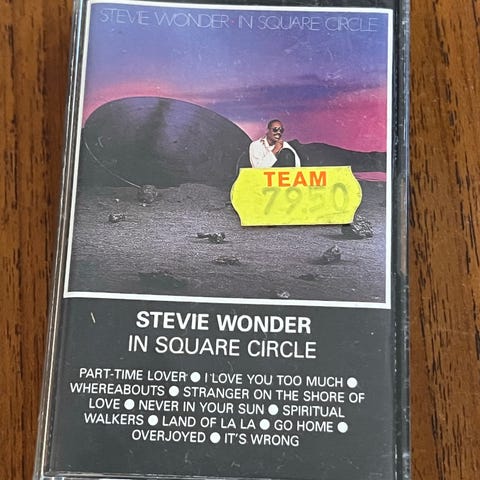 STEVIE WONDER · IN SQUARE CIRCLE
TEAM
79.50
STEVIE WONDER
IN SQUARE CIRCLE
PART-TIME LOVER ● I LOVE YOU TOO MUCH ●
WHEREABOUTS ● STRANGER ON THE SHORE OF
LOVE ● NEVER IN YOUR SUN ● SPIRITUAL
WALKERS ● LAND OF LA LA ● GO HOME ●
OVERJOYED ● IT'S WRONG